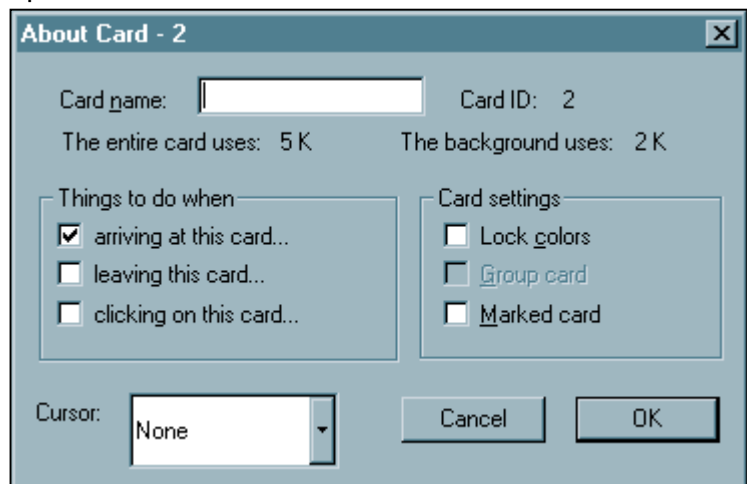 About Card - 2
Card name: Card ID: 2
The entire card uses: 5 K The background uses: 2 K
Things to do when
arriving at this card...
leaving this card...
clicking on this card...
Card settings
Lock colors
Group card
Marked card
Cursor: None
Cancel OK